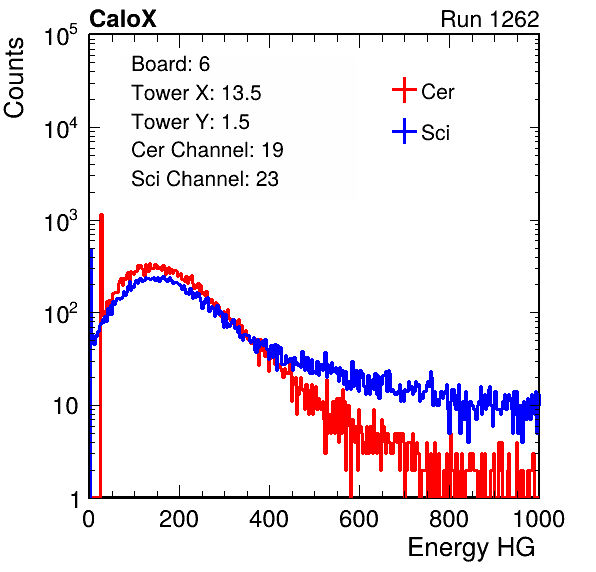 CaloX Run 1262
Counts
Board: 6
Tower X: 13.5
Tower Y: 1.5
Cer Channel: 19
Sci Channel: 23
Cer
Sci
10^5
10^4
10^3
10^2
10
1
0 200 400 600 800 1000
Energy HG